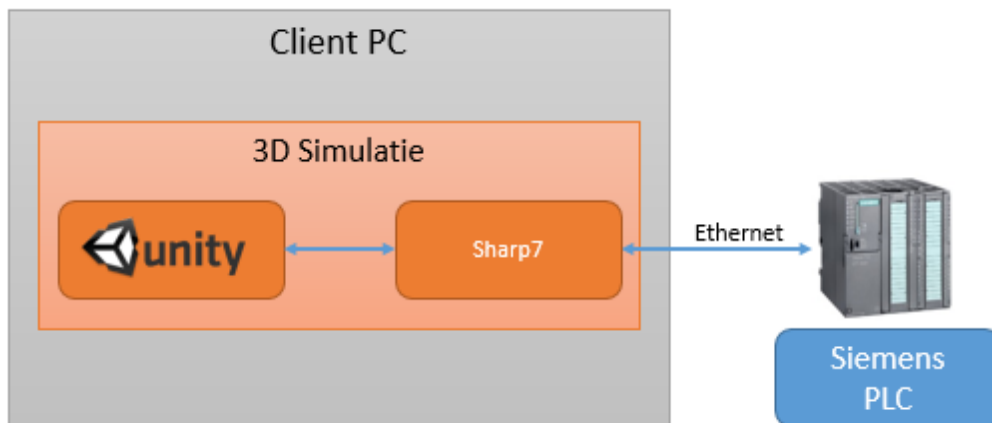 Client PC
3D Simulatie
unity
Sharp7
Ethernet
Siemens
PLC